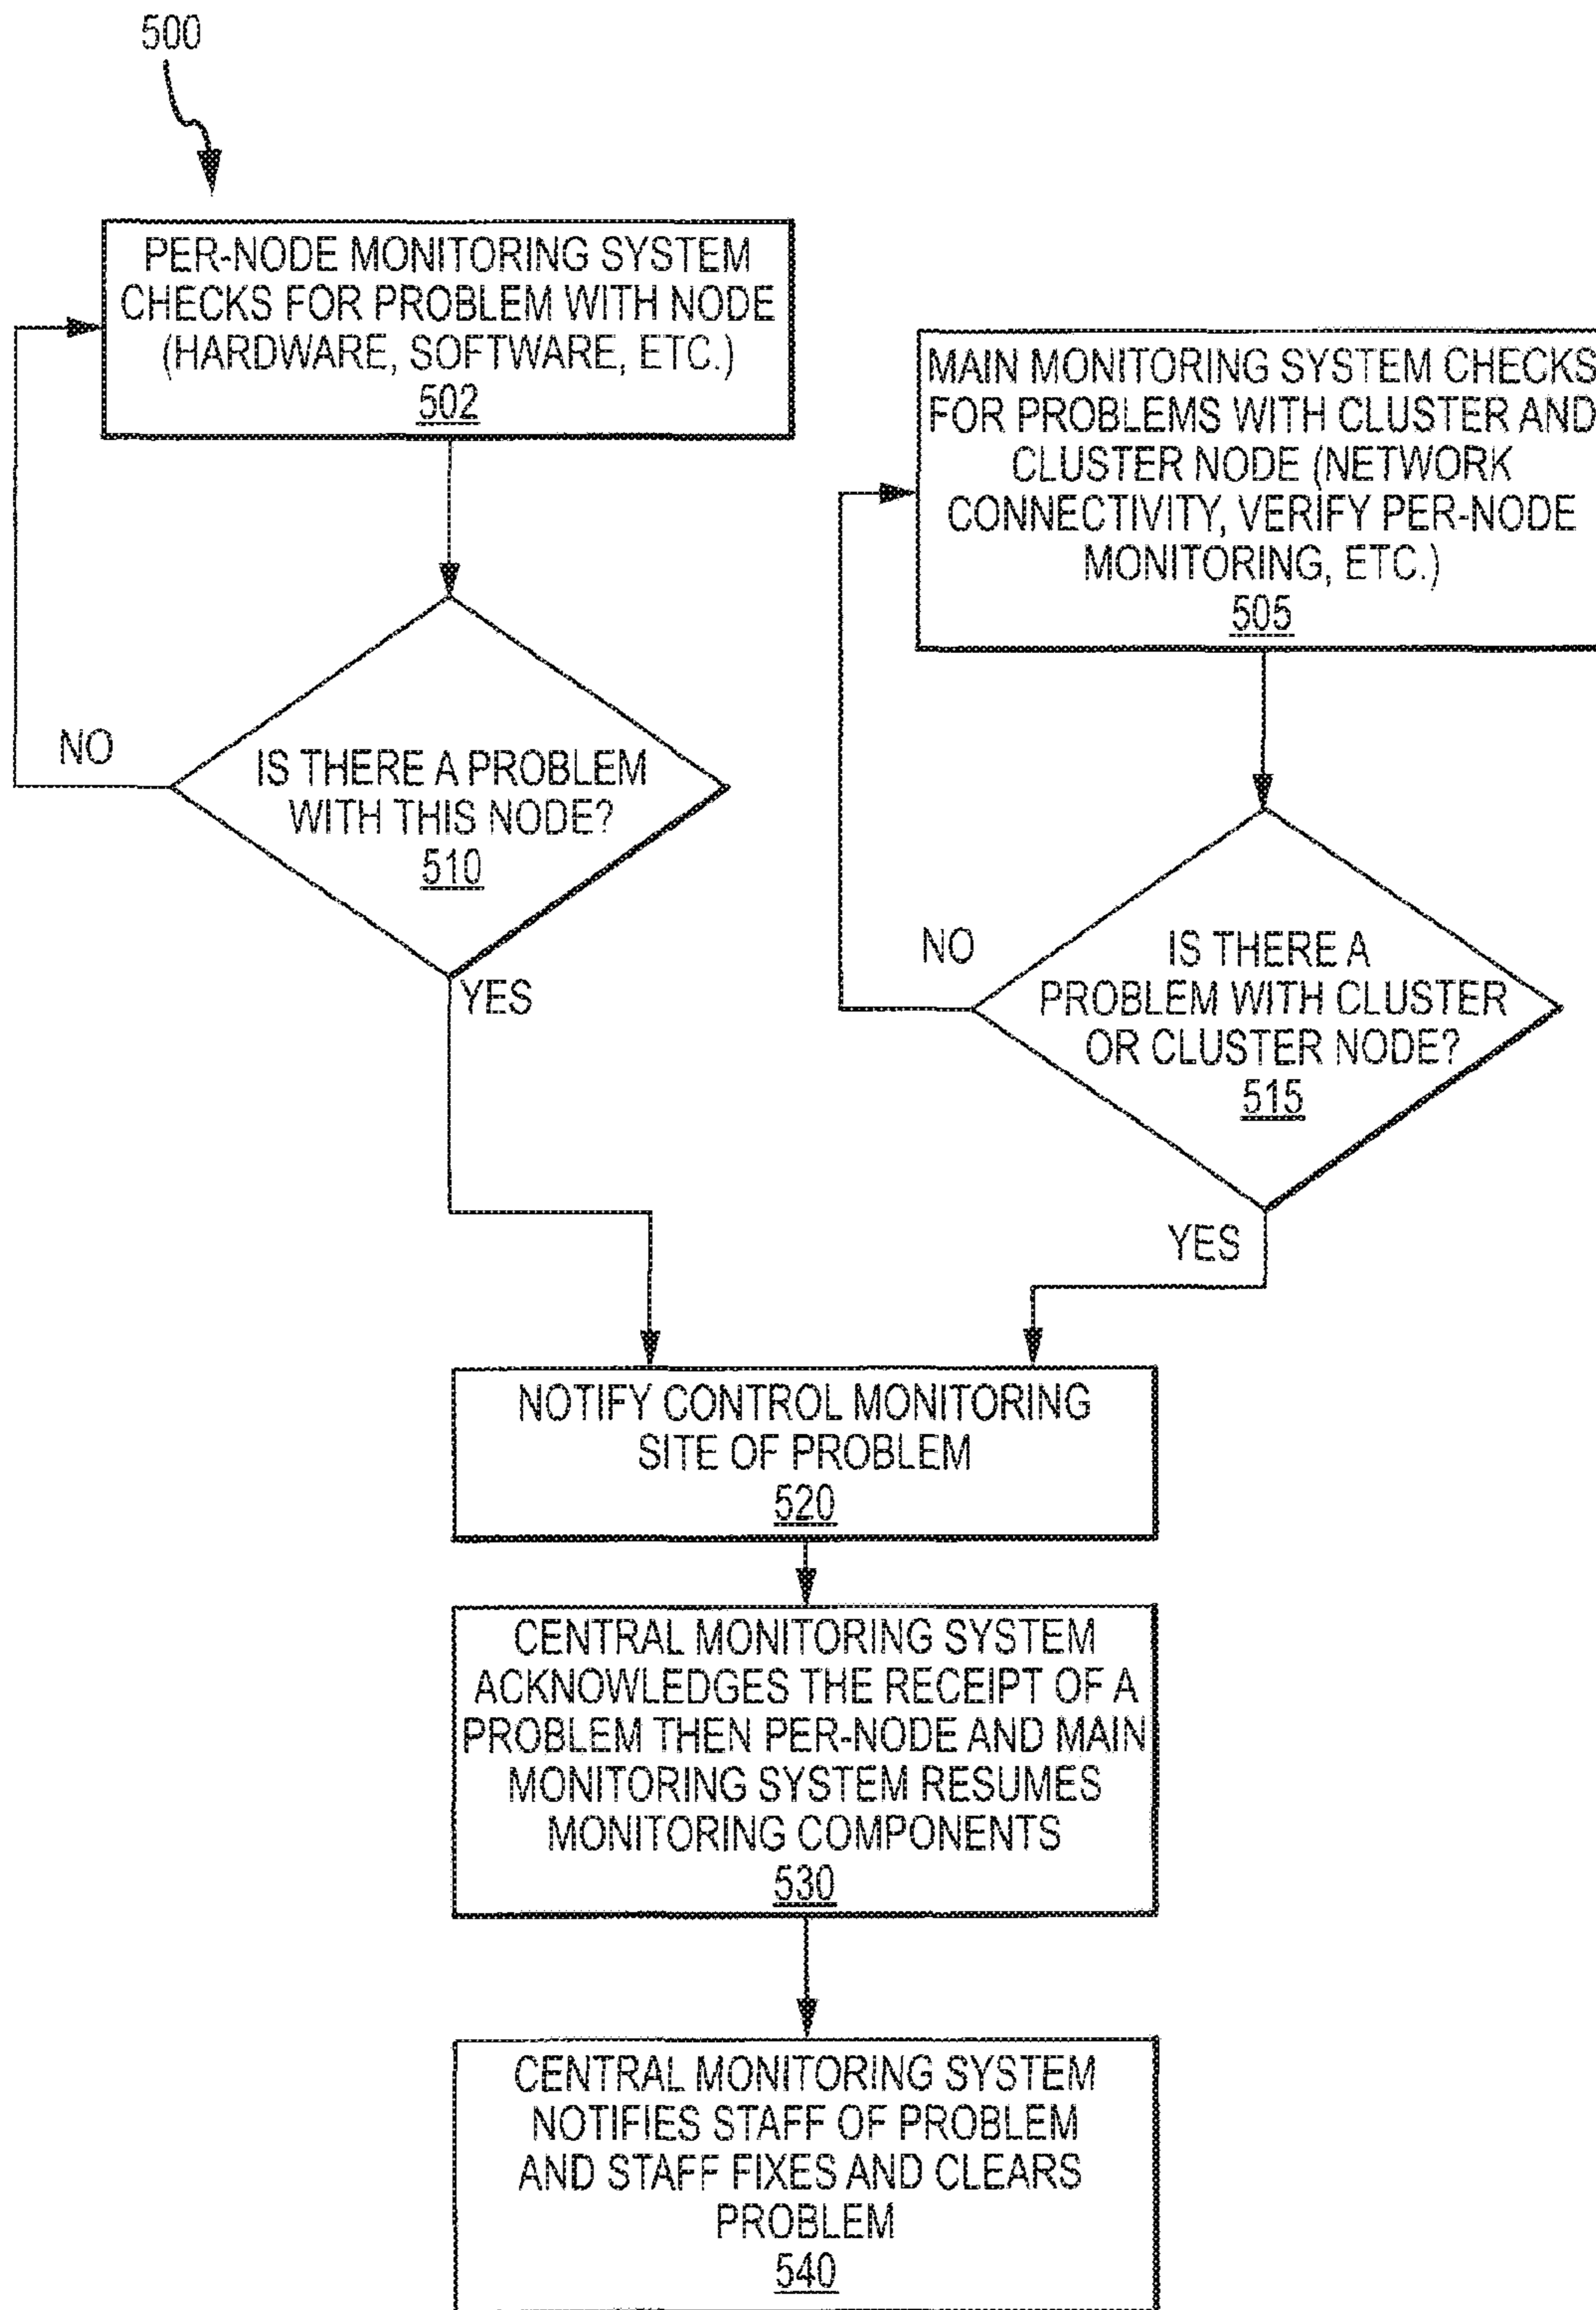 500
PER-NODE MONITORING SYSTEM
CHECKS FOR PROBLEM WITH NODE
(HARDWARE, SOFTWARE, ETC.)
502
MAIN MONITORING SYSTEM CHECKS
FOR PROBLEMS WITH CLUSTER AND
CLUSTER NODE (NETWORK
CONNECTIVITY, VERIFY PER-NODE
MONITORING, ETC.)
505
NO
IS THERE A PROBLEM
WITH THIS NODE?
510
YES
NO
IS THERE A
PROBLEM WITH CLUSTER
OR CLUSTER NODE?
515
YES
NOTIFY CONTROL MONITORING
SITE OF PROBLEM
520
CENTRAL MONITORING SYSTEM
ACKNOWLEDGES THE RECEIPT OF A
PROBLEM THEN PER-NODE AND MAIN
MONITORING SYSTEM RESUMES
MONITORING COMPONENTS
530
CENTRAL MONITORING SYSTEM
NOTIFIES STAFF OF PROBLEM
AND STAFF FIXES AND CLEARS
PROBLEM
540